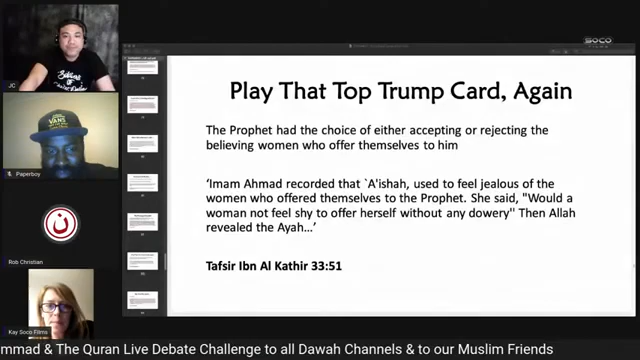 JC
VANS
Paperboy
Rob Christian
Kay Soco Films
SOCO
Play That Top Trump Card, Again
The Prophet had the choice of either accepting or rejecting the
believing women who offer themselves to him
‘Imam Ahmad recorded that `A'ishah, used to feel jealous of the
women who offered themselves to the Prophet. She said, "Would a
woman not feel shy to offer herself without any dowery'' Then Allah
revealed the Ayah…’
Tafsir Ibn Al Kathir 33:51
mmad & The Quran Live Debate Challenge to all Dawah Channels & to our Muslim Friends